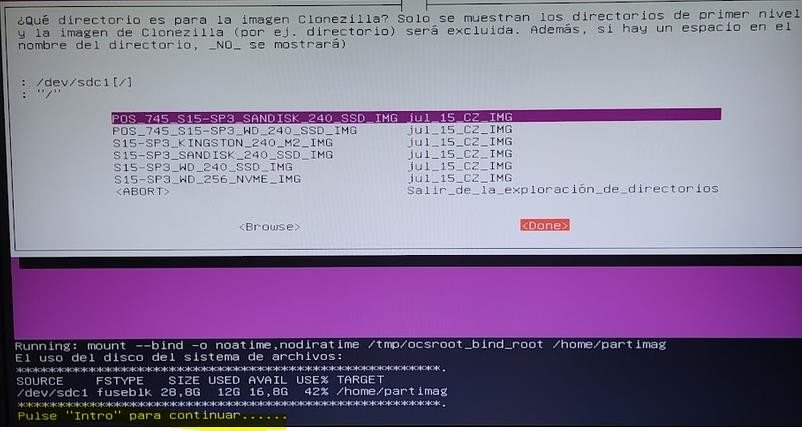 ¿Qué directorio es para la imagen Clonezilla? Solo se muestran los directorios de primer nivel
y la imagen de Clonezilla (por ej. directorio) será excluida. Además, si hay un espacio en el
nombre del directorio, _NO_ se mostrará)
: /dev/sdc1[/]
: "/"
POS_745_S15-SP3_SANDISK_240_SSD_IMG jul_15_CZ_IMG
POS_745_S15-SP3_WD_240_SSD_IMG jul_15_CZ_IMG
S15-SP3_KINGSTON_240_M2_IMG jul_15_CZ_IMG
S15-SP3_SANDISK_240_SSD_IMG jul_15_CZ_IMG
S15-SP3_WD_240_SSD_IMG jul_15_CZ_IMG
S15-SP3_WD_256_NVME_IMG jul_15_CZ_IMG
<ABORT> Salir_de_la_exploración_de_directorios
<Browse> <Done>
Running: mount --bind -o noatime,nodiratime /tmp/ocsroot_bind_root /home/partimag
El uso del disco del sistema de archivos:
*****************************************************.
SOURCE FSTYPE SIZE USED AVAIL USE% TARGET
/dev/sdc1 fuseblk 28,8G 12G 16,8G 42% /home/partimag
*****************************************************.
Pulse "Intro" para continuar......